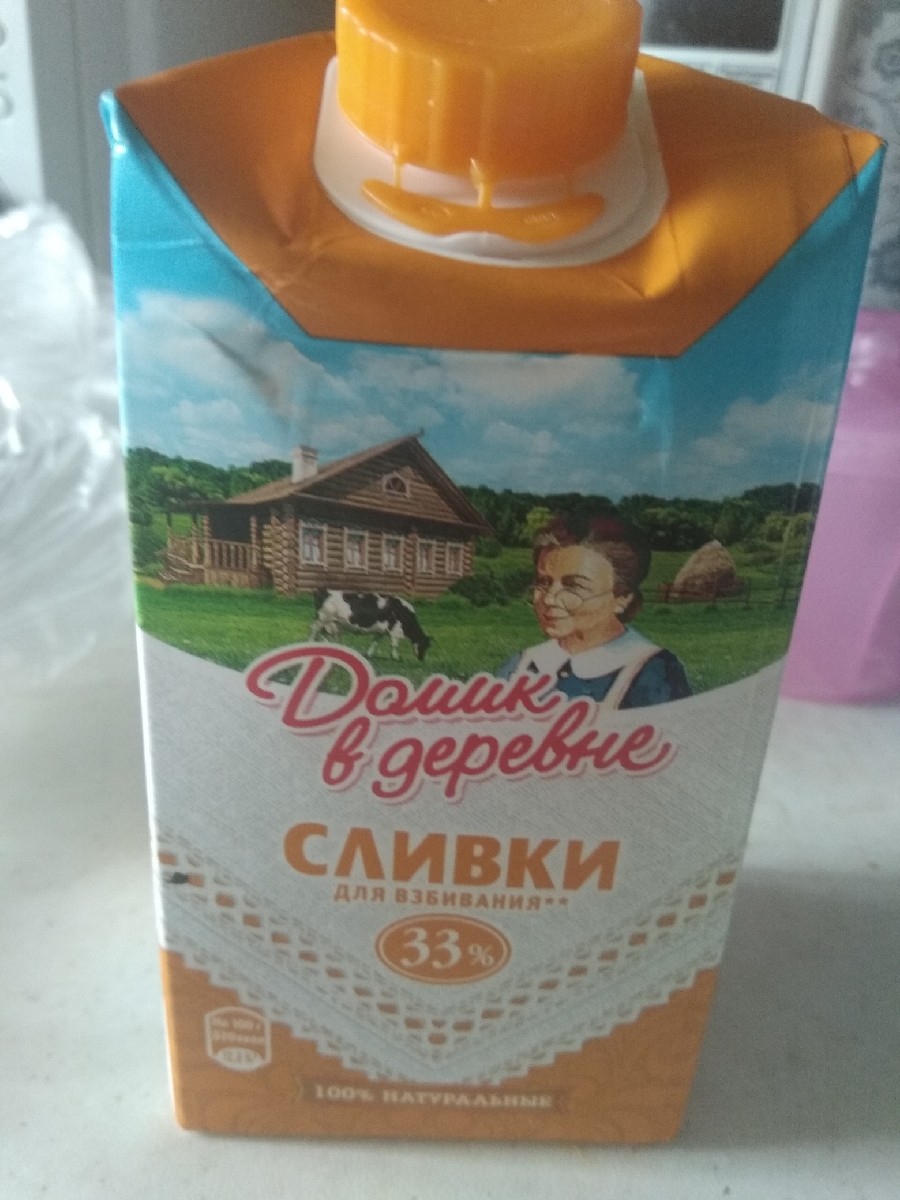 Домик
в деревне
СЛИВКИ
ДЛЯ ВЗБИВАНИЯ**
33%
100% НАТУРАЛЬНЫЕ